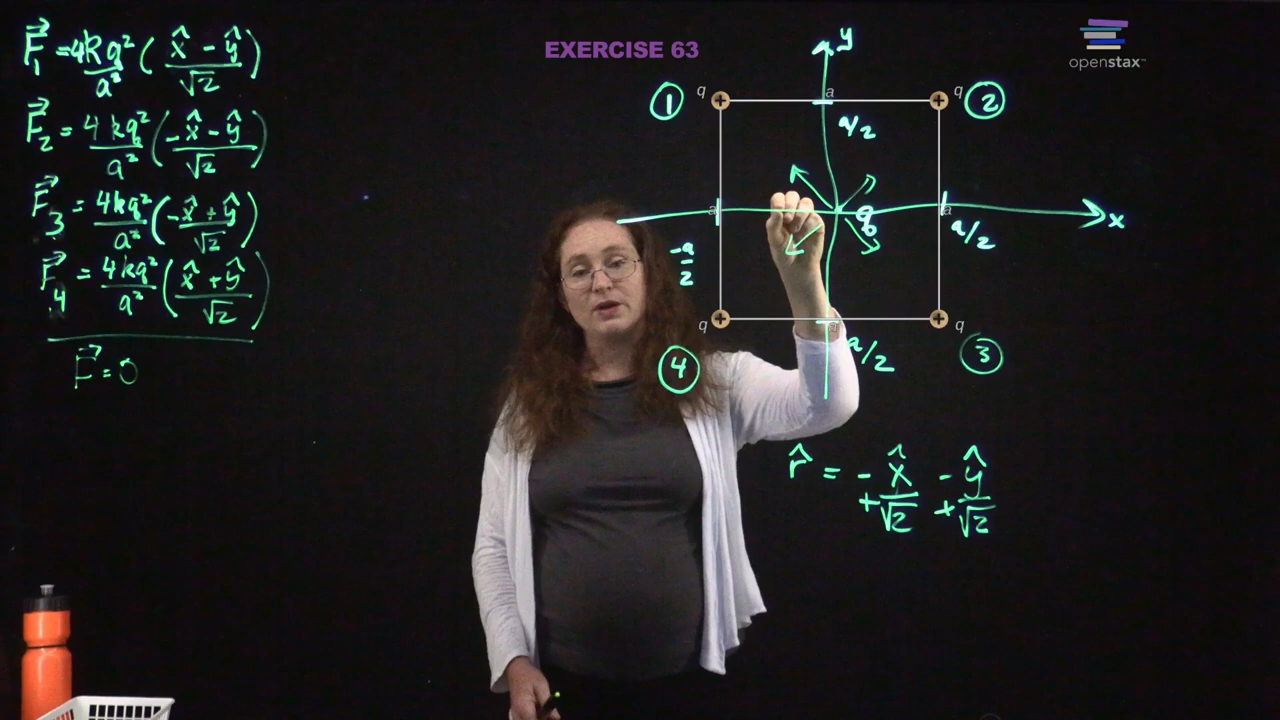 EXERCISE 63
openstax™
F⃗₁ = 4kq²/a² ( (x̂ - ŷ)/√2 )
F⃗₂ = 4kq²/a² ( (-x̂ - ŷ)/√2 )
F⃗₃ = 4kq²/a² ( (-x̂ + ŷ)/√2 )
F⃗₄ = 4kq²/a² ( (x̂ + ŷ)/√2 )
F⃗ = 0
y
① q a q ②
a/2
a q a x
-a/2 a/2
q a q
a/2
④ ③
r̂ = -+ x̂/√2 -+ ŷ/√2